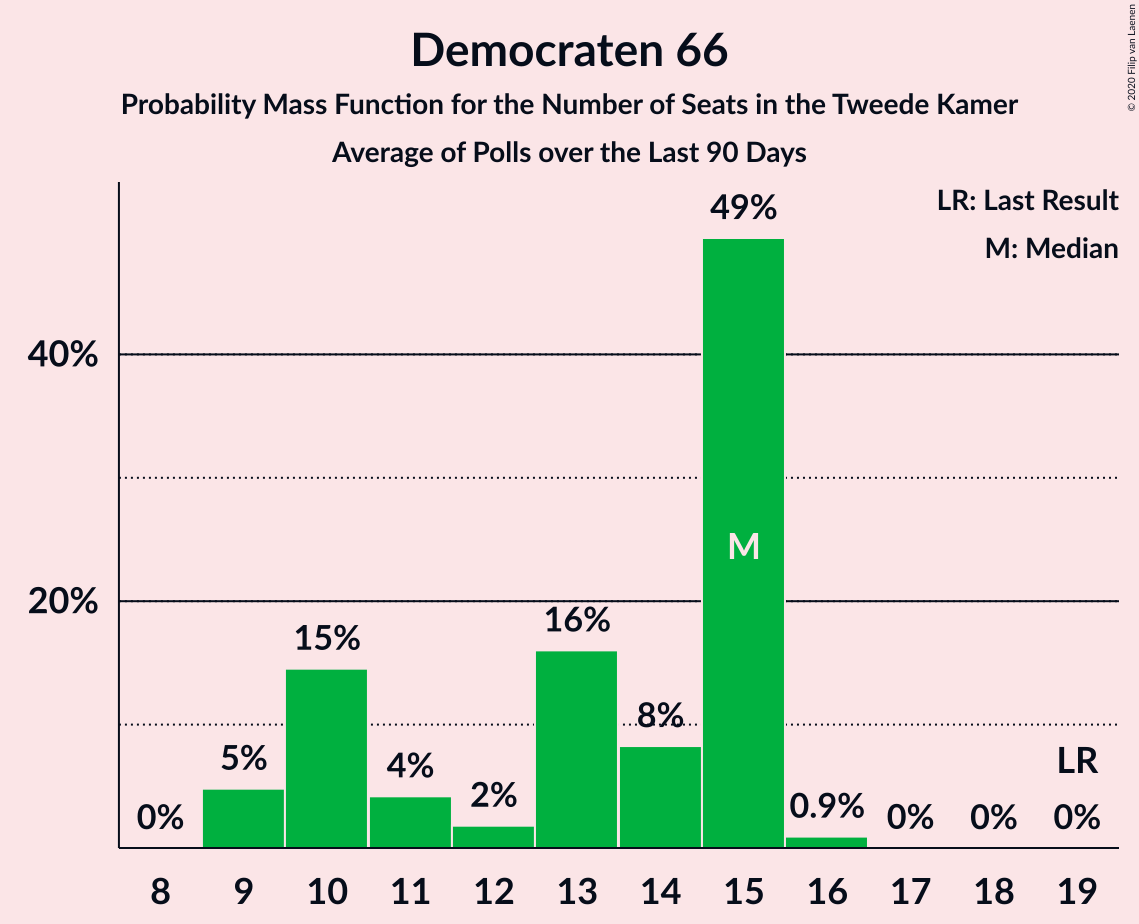 Democraten 66
Probability Mass Function for the Number of Seats in the Tweede Kamer
Average of Polls over the Last 90 Days
© 2020 Filip van Laenen
LR: Last Result
M: Median
40%
20%
0%
5%
15%
4%
2%
16%
8%
49%
M
0.9%
0%
0%
LR
0%
8 9 10 11 12 13 14 15 16 17 18 19